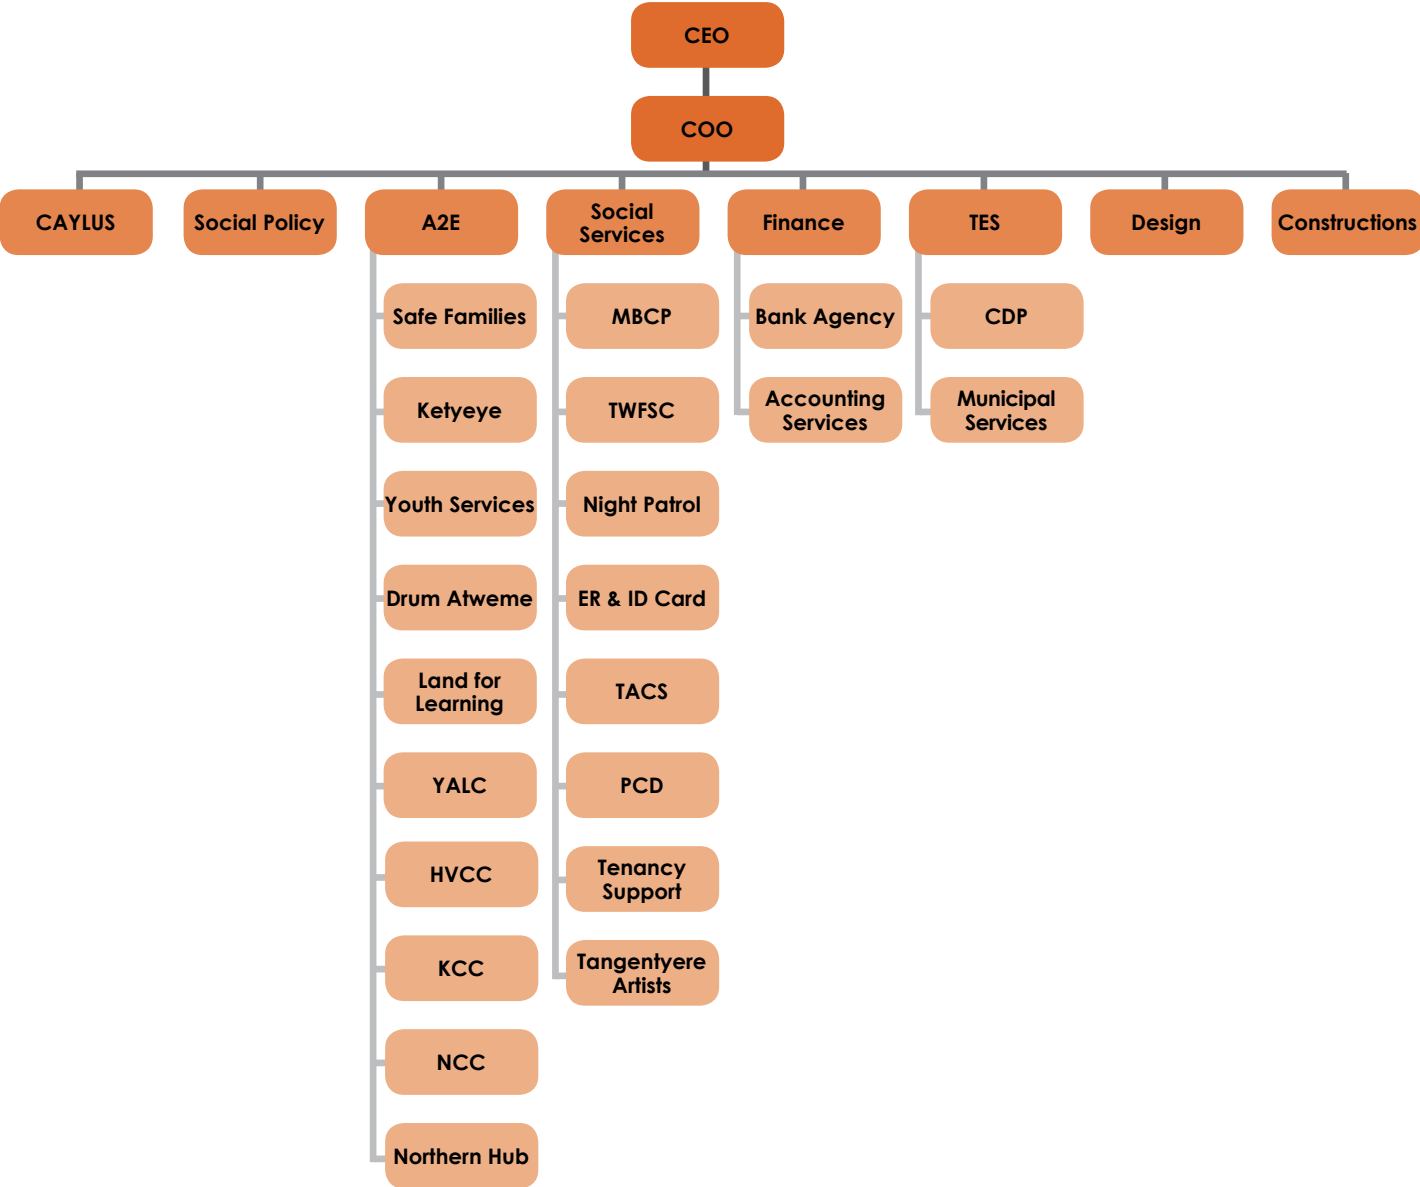 CEO
COO
CAYLUS
Social Policy
A2E
Social
Services
Finance
TES
Design
Constructions
Safe Families
Ketyeye
Youth Services
Drum Atweme
Land for
Learning
YALC
HVCC
KCC
NCC
Northern Hub
MBCP
TWFSC
Night Patrol
ER & ID Card
TACS
PCD
Tenancy
Support
Tangentyere
Artists
Bank Agency
Accounting
Services
CDP
Municipal
Services